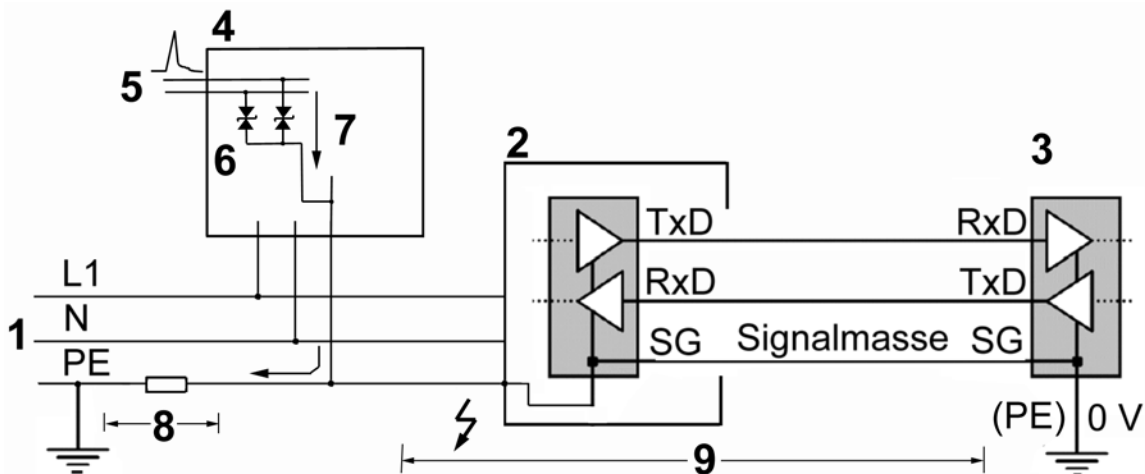 4
5
7
6
2
3
TxD
RxD
RxD
TxD
SG
Signalmasse
SG
L1
1
N
PE
8
(PE)
0 V
9